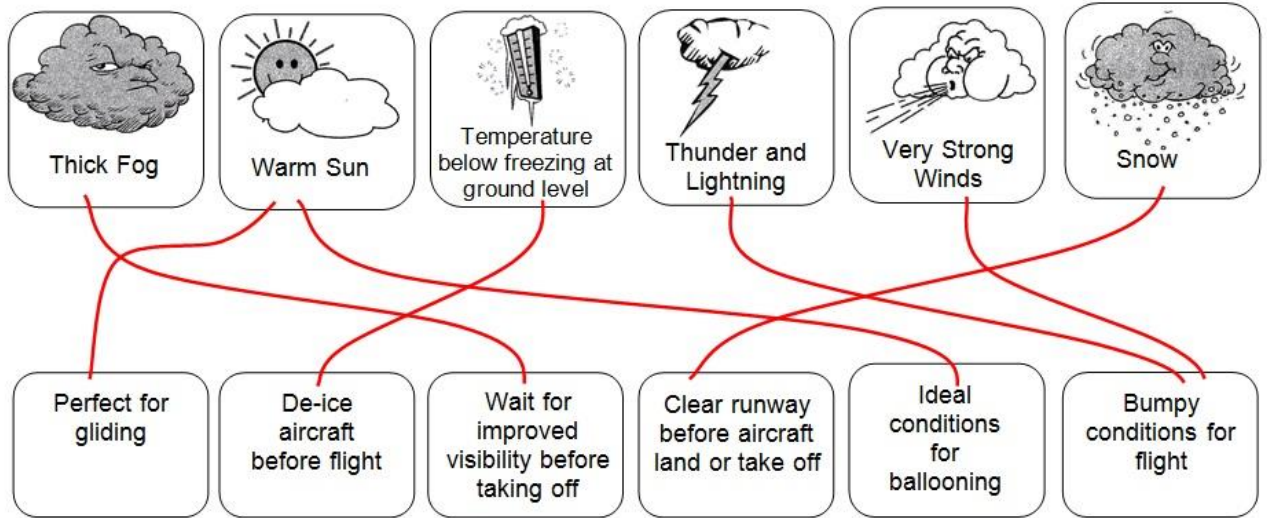 Thick Fog
Warm Sun
Temperature
below freezing at
ground level
Thunder and
Lightning
Very Strong
Winds
Snow
Perfect for
gliding
De-ice
aircraft
before flight
Wait for
improved
visibility before
taking off
Clear runway
before aircraft
land or take off
Ideal
conditions
for
ballooning
Bumpy
conditions for
flight